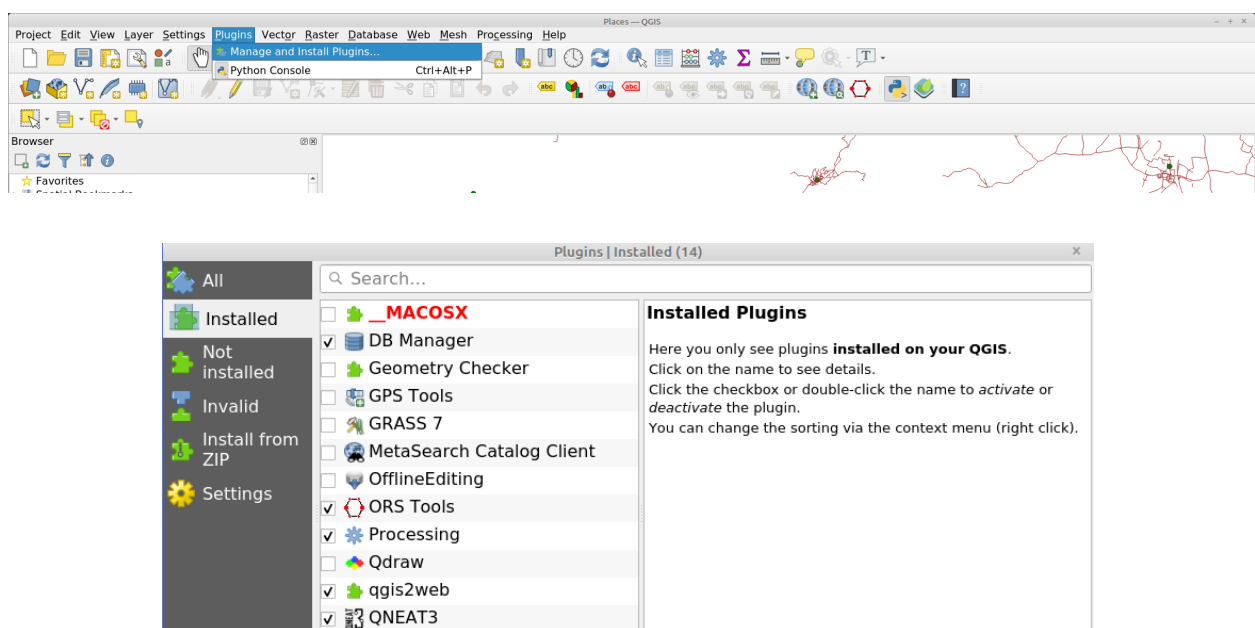 Places — QGIS
Project Edit View Layer Settings Plugins Vector Raster Database Web Mesh Processing Help
Manage and Install Plugins...
Python Console Ctrl+Alt+P
Browser
Favorites
Plugins | Installed (14)
All
Search...
Installed
Not installed
Invalid
Install from ZIP
Settings
__MACOSX
DB Manager
Geometry Checker
GPS Tools
GRASS 7
MetaSearch Catalog Client
OfflineEditing
ORS Tools
Processing
Qdraw
qgis2web
QNEAT3
Installed Plugins
Here you only see plugins installed on your QGIS.
Click on the name to see details.
Click the checkbox or double-click the name to activate or
deactivate the plugin.
You can change the sorting via the context menu (right click).